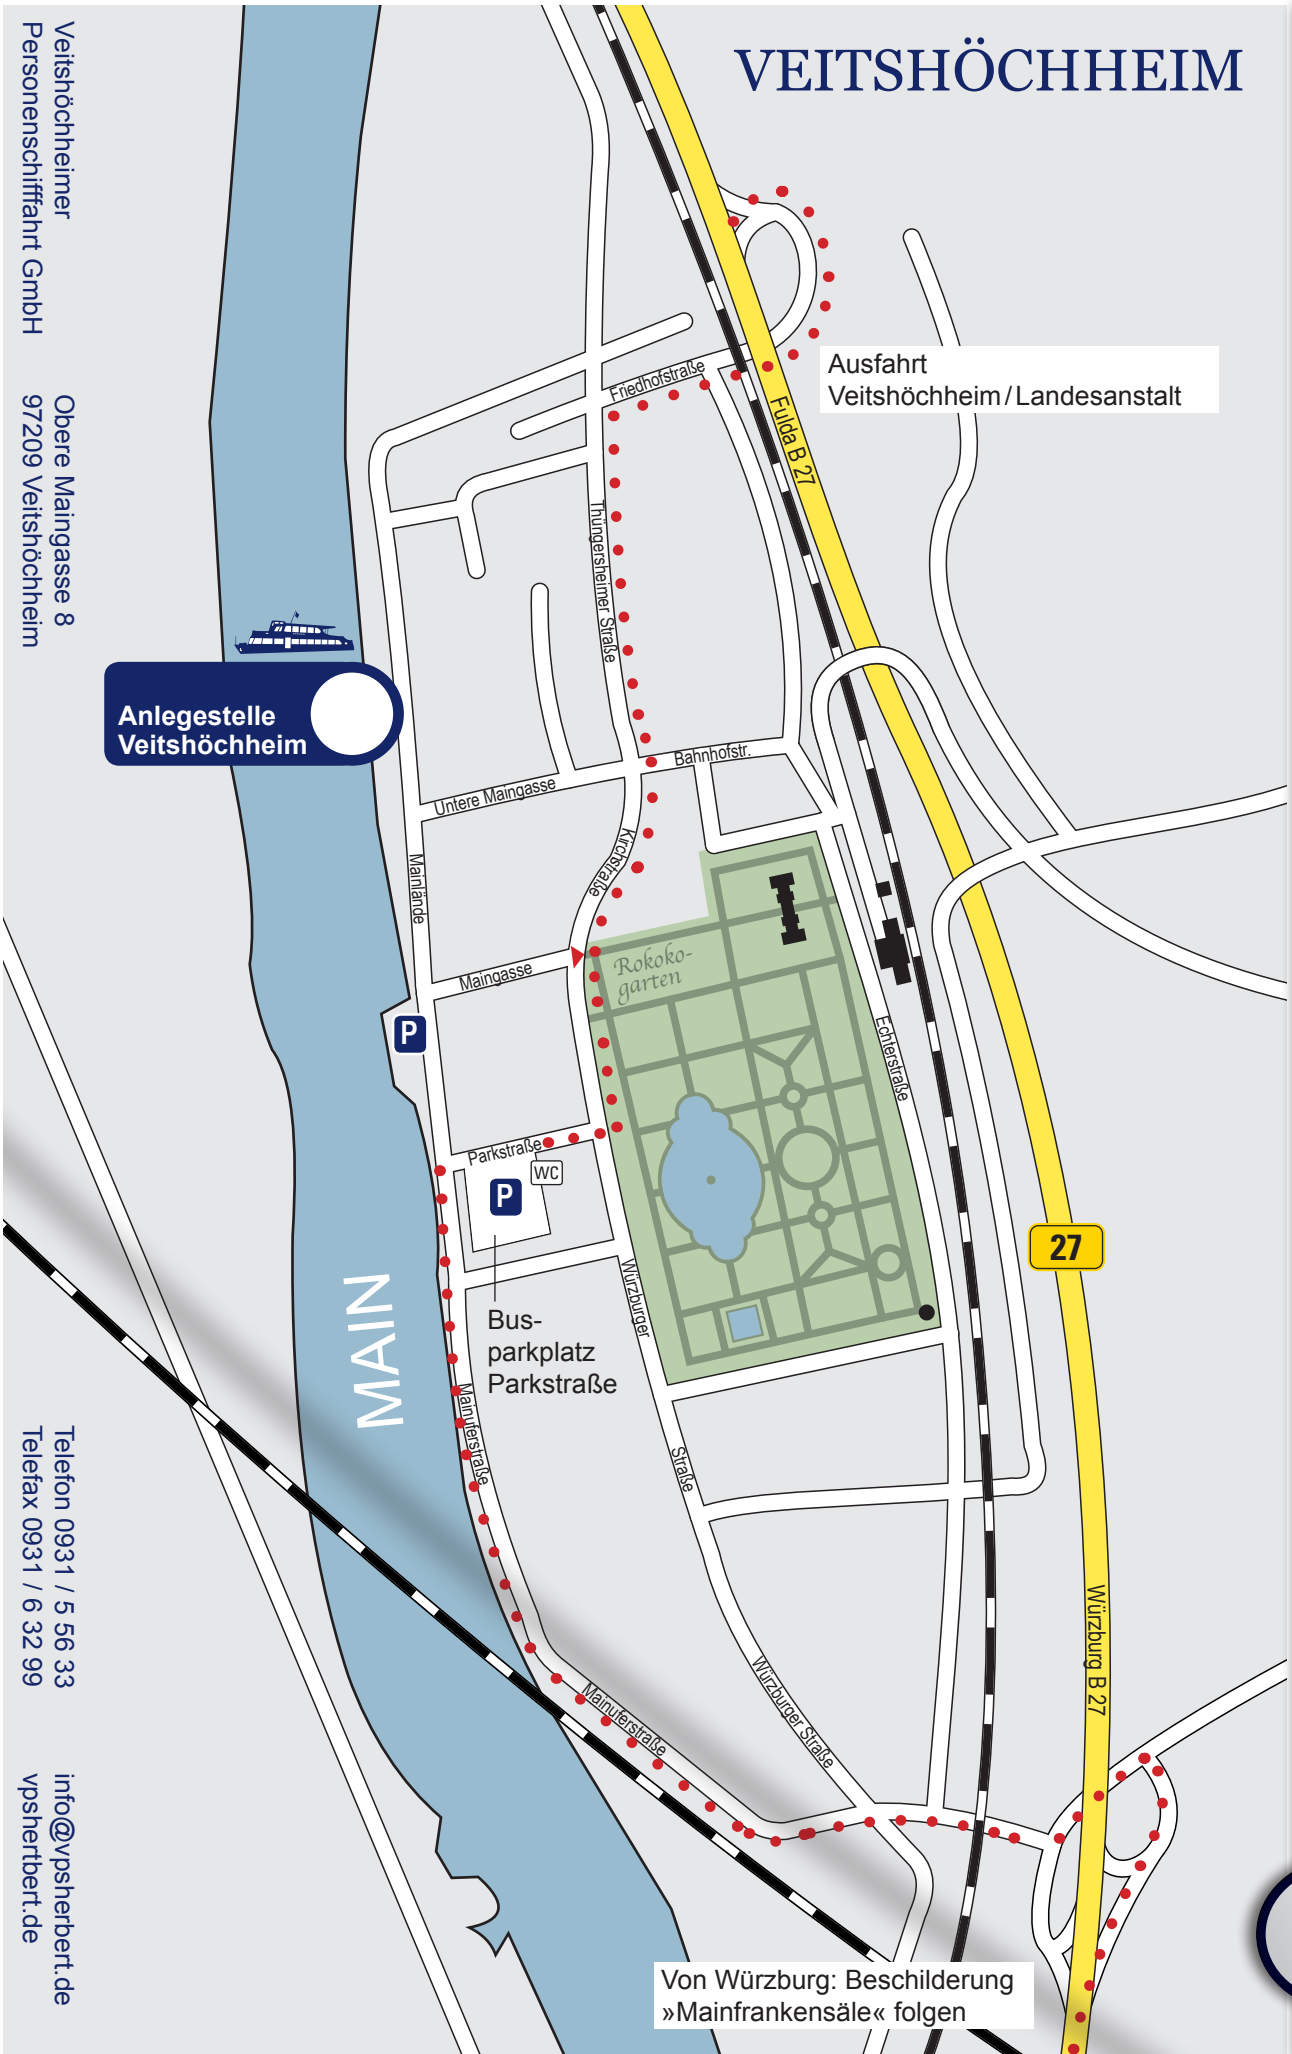 VEITSHÖCHHEIM
Veitshöchheimer
Personenschifffahrt GmbH
Obere Maingasse 8
97209 Veitshöchheim
Telefon 0931 / 5 56 33
Telefax 0931 / 6 32 99
info@vpsherbert.de
vpshertbert.de
Ausfahrt
Veitshöchheim/Landesanstalt
Friedhofstraße
Fulda B 27
Thüngersheimer Straße
Anlegestelle
Veitshöchheim
Bahnhofstr.
Untere Maingasse
Kirchstraße
Mainlände
Maingasse
Rokoko-
garten
Echterstraße
P
Parkstraße
WC
P
27
Würzburger
Straße
MAIN
Bus-
parkplatz
Parkstraße
Mainuferstraße
Würzburg B 27
Würzburger Straße
Mainuferstraße
Von Würzburg: Beschilderung
»Mainfrankensäle« folgen